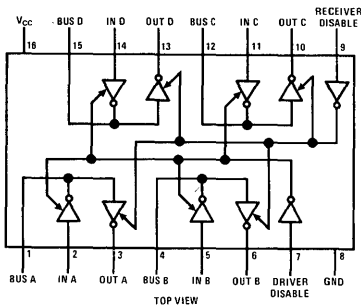 RECEIVER
VCC BUS D IN D OUT D BUS C IN C OUT C DISABLE
16 15 14 13 12 11 10 9
1 2 3 4 5 6 7 8
BUS A IN A OUT A BUS B IN B OUT B DRIVER GND
DISABLE
TOP VIEW